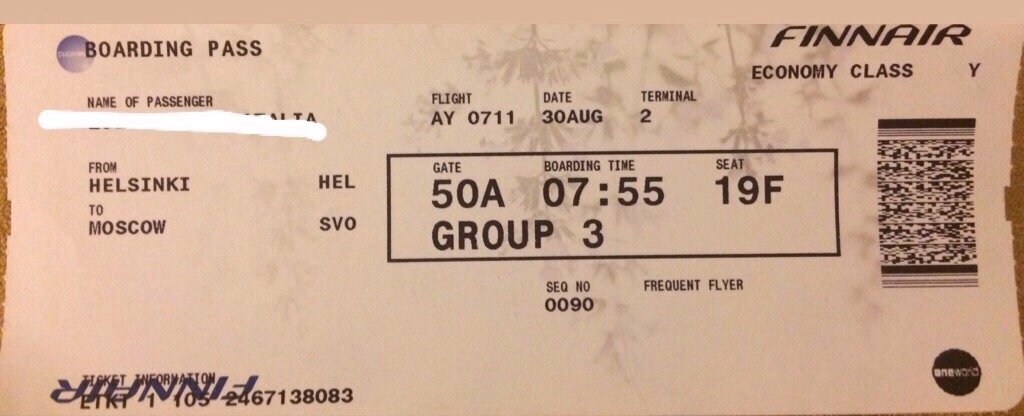 BOARDING PASS
FINNAIR
ECONOMY CLASS Y
NAME OF PASSENGER
FLIGHT DATE TERMINAL
AY 0711 30AUG 2
FROM
HELSINKI HEL
TO
MOSCOW SVO
GATE BOARDING TIME SEAT
50A 07:55 19F
GROUP 3
SEQ NO FREQUENT FLYER
0090
oneworld
TICKET INFORMATION
FINNAIR
ETKT 1 105 2467138083